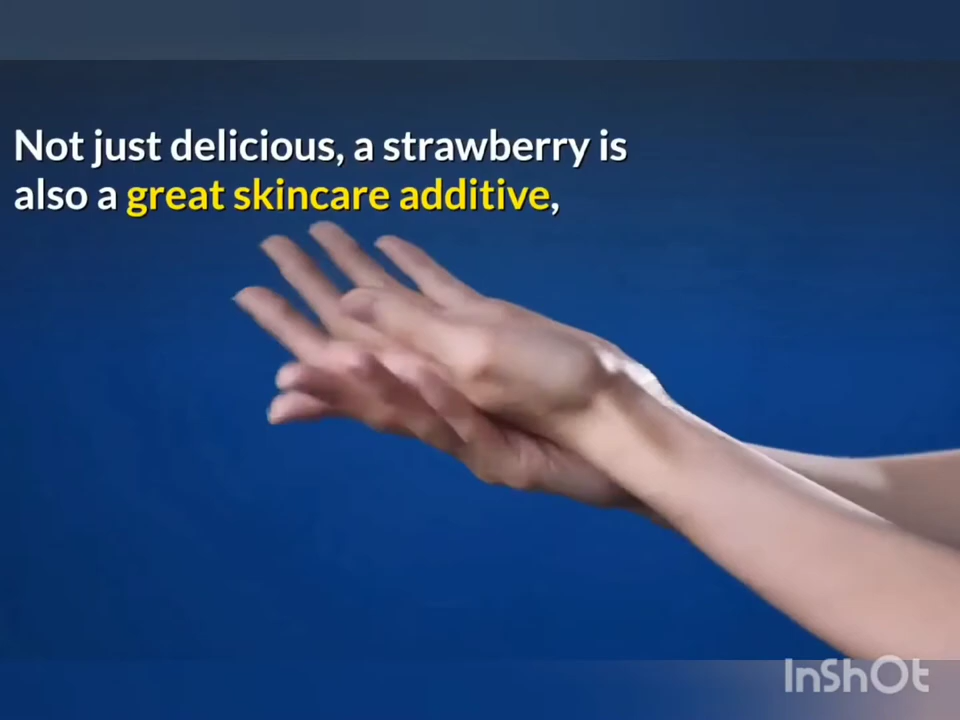 Not just delicious, a strawberry is
also a great skincare additive,
InShOt